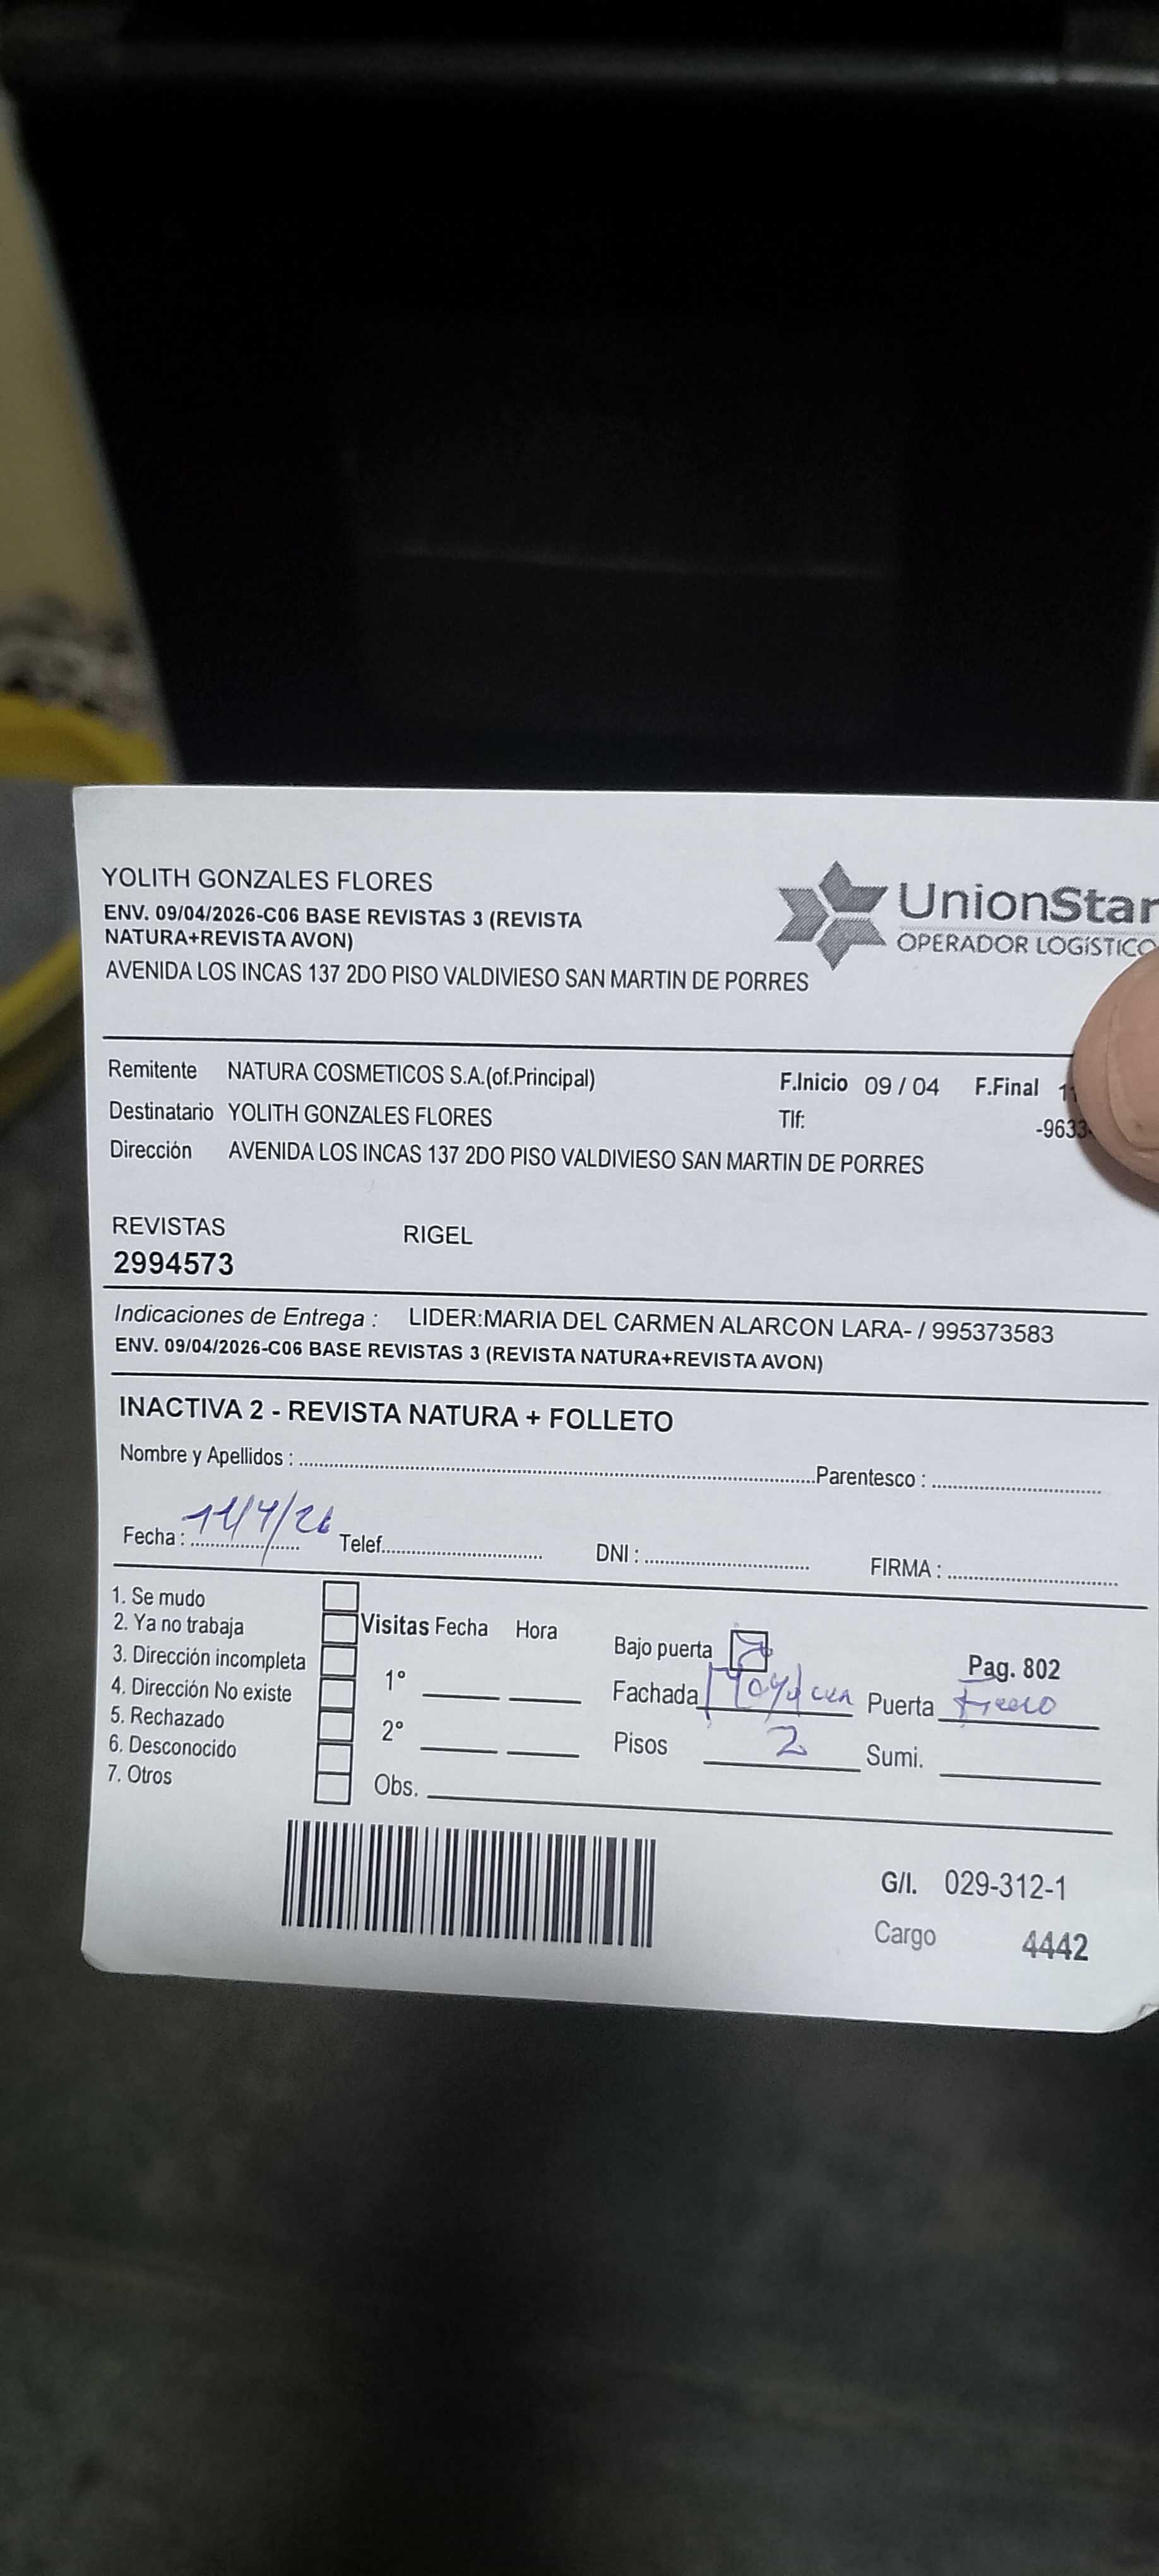 YOLITH GONZALES FLORES
ENV. 09/04/2026-C06 BASE REVISTAS 3 (REVISTA
NATURA+REVISTA AVON)
AVENIDA LOS INCAS 137 2DO PISO VALDIVIESO SAN MARTIN DE PORRES
UnionStar
OPERADOR LOGÍSTICO
Remitente NATURA COSMETICOS S.A.(of.Principal) F.Inicio 09 / 04 F.Final
Destinatario YOLITH GONZALES FLORES Tlf: -9633
Dirección AVENIDA LOS INCAS 137 2DO PISO VALDIVIESO SAN MARTIN DE PORRES
REVISTAS RIGEL
2994573
Indicaciones de Entrega : LIDER:MARIA DEL CARMEN ALARCON LARA- / 995373583
ENV. 09/04/2026-C06 BASE REVISTAS 3 (REVISTA NATURA+REVISTA AVON)
INACTIVA 2 - REVISTA NATURA + FOLLETO
Nombre y Apellidos : Parentesco :
Fecha : 11/4/26 Telef. DNI : FIRMA :
1. Se mudo
2. Ya no trabaja Visitas Fecha Hora Bajo puerta
3. Dirección incompleta Pag. 802
4. Dirección No existe 1° Fachada Puerta
5. Rechazado 2° Pisos 2 Sumi.
6. Desconocido
7. Otros Obs.
G/I. 029-312-1
Cargo 4442